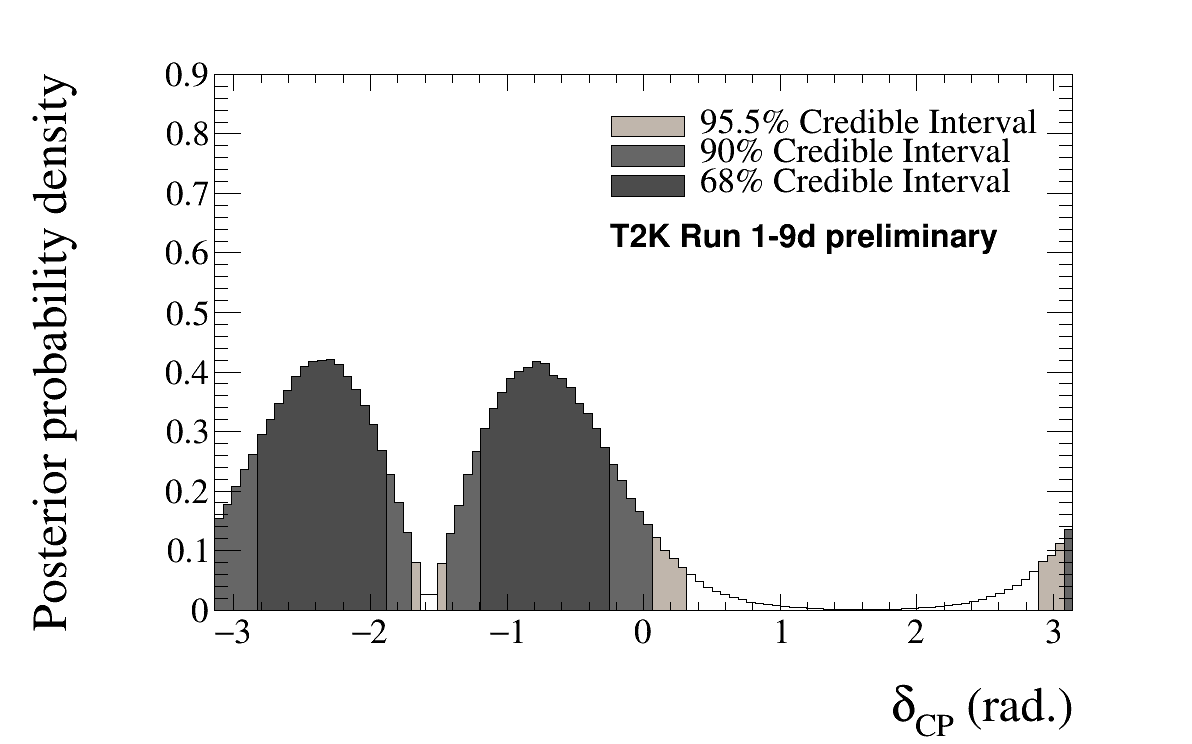 Posterior probability density
0.9
0.8
0.7
0.6
0.5
0.4
0.3
0.2
0.1
0
95.5% Credible Interval
90% Credible Interval
68% Credible Interval
T2K Run 1-9d preliminary
−3 −2 −1 0 1 2 3
δCP (rad.)